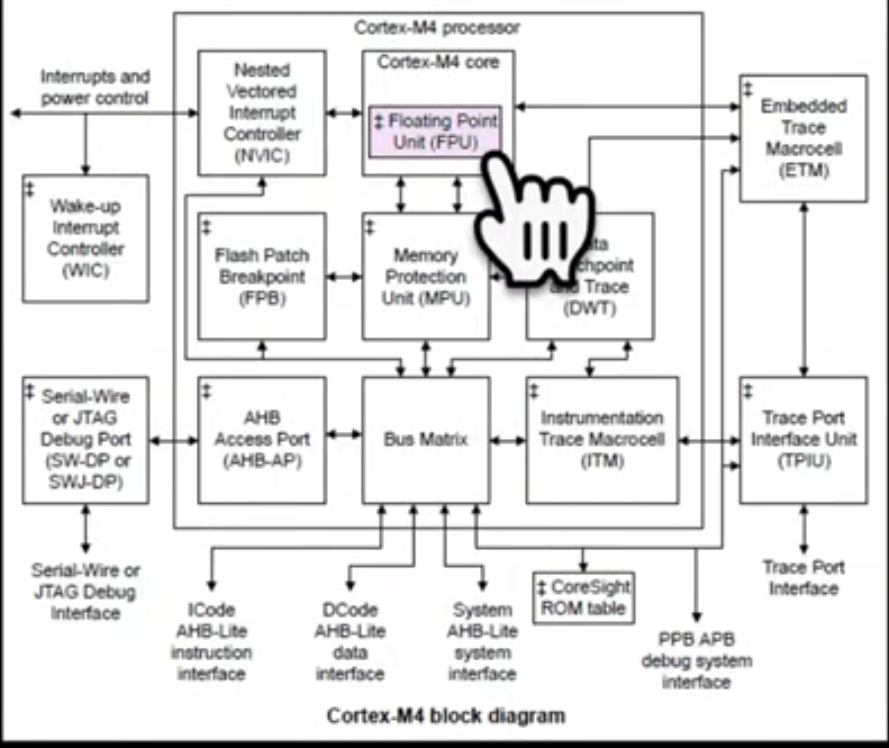 Cortex-M4 processor
Interrupts and
power control
Nested
Vectored
Interrupt
Controller
(NVIC)
Cortex-M4 core
‡ Floating Point
Unit (FPU)
‡
Embedded
Trace
Macrocell
(ETM)
‡
Wake-up
Interrupt
Controller
(WIC)
‡
Flash Patch
Breakpoint
(FPB)
‡
Memory
Protection
Unit (MPU)
and Trace
(DWT)
‡
Serial-Wire
or JTAG
Debug Port
(SW-DP or
SWJ-DP)
‡
AHB
Access Port
(AHB-AP)
Bus Matrix
‡
Instrumentation
Trace Macrocell
(ITM)
‡
Trace Port
Interface Unit
(TPIU)
Serial-Wire or
JTAG Debug
Interface
ICode
AHB-Lite
instruction
interface
DCode
AHB-Lite
data
interface
System
AHB-Lite
system
interface
‡ CoreSight
ROM table
PPB APB
debug system
interface
Trace Port
Interface
Cortex-M4 block diagram